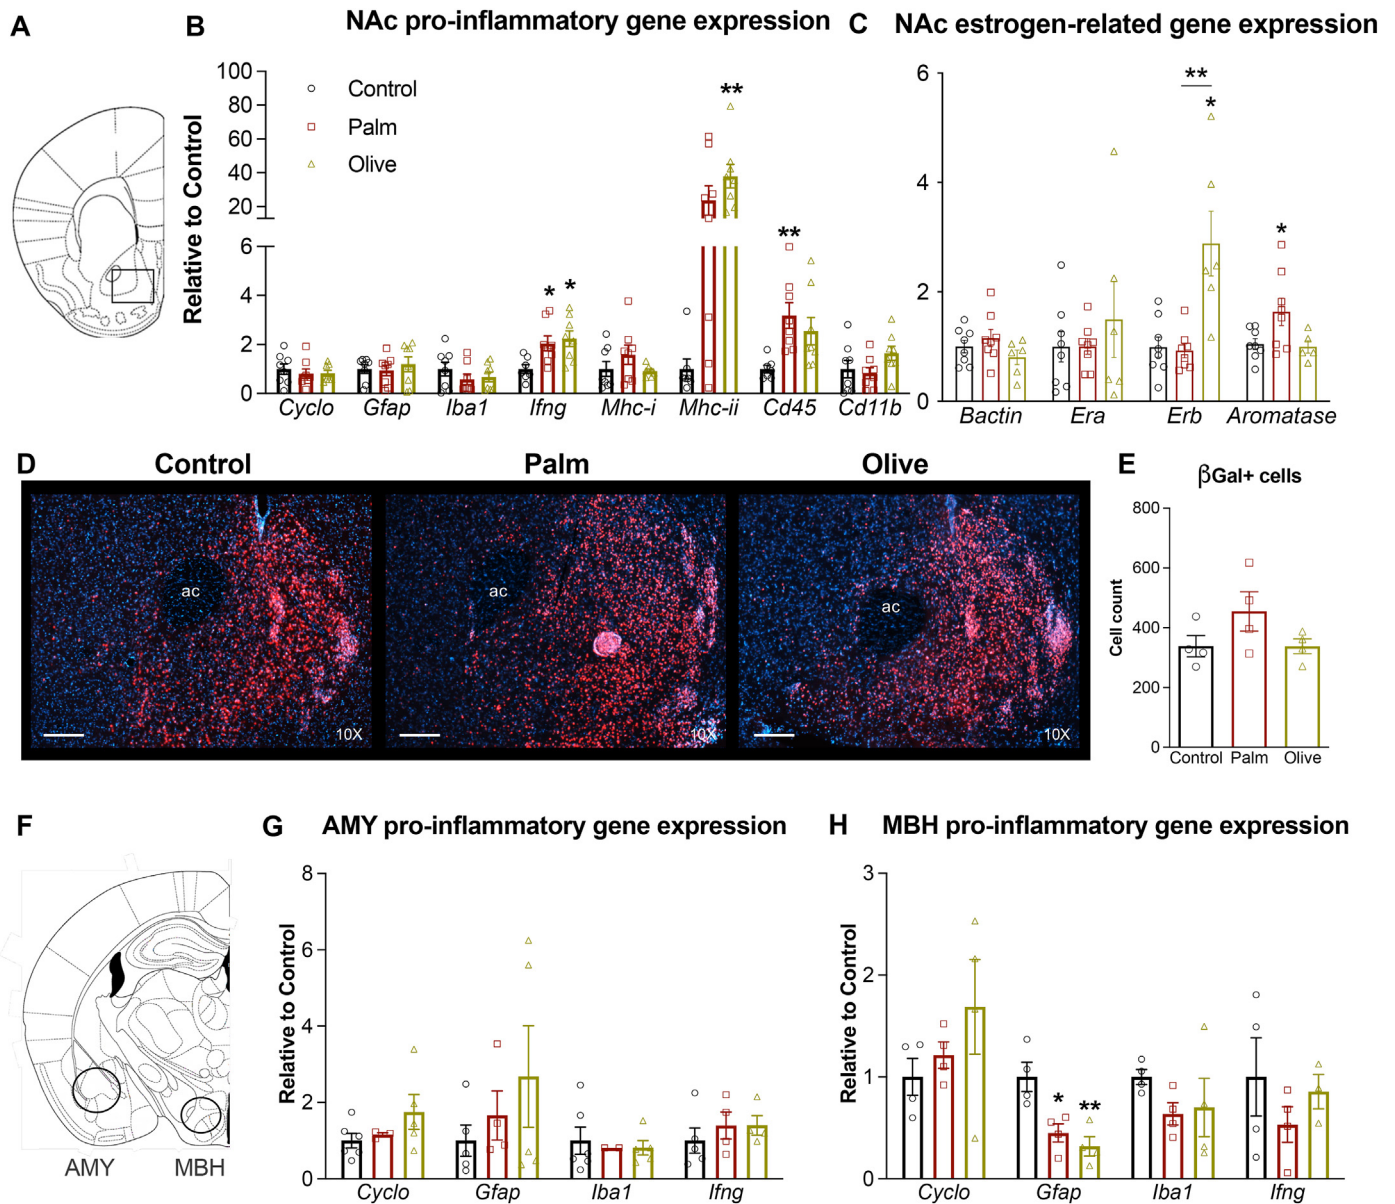 A
B
NAc pro-inflammatory gene expression
C
NAc estrogen-related gene expression
Relative to Control
100
80
60
40
20
6
4
2
0
Control
Palm
Olive
*
*
**
**
Cyclo
Gfap
Iba1
Ifng
Mhc-i
Mhc-ii
Cd45
Cd11b
6
4
2
0
**
*
*
Bactin
Era
Erb
Aromatase
D
Control
Palm
Olive
ac
ac
ac
10X
10X
10X
E
βGal+ cells
Cell count
800
600
400
200
0
Control
Palm
Olive
F
AMY
MBH
G
AMY pro-inflammatory gene expression
Relative to Control
8
6
4
2
0
Cyclo
Gfap
Iba1
Ifng
H
MBH pro-inflammatory gene expression
Relative to Control
3
2
1
0
*
**
Cyclo
Gfap
Iba1
Ifng